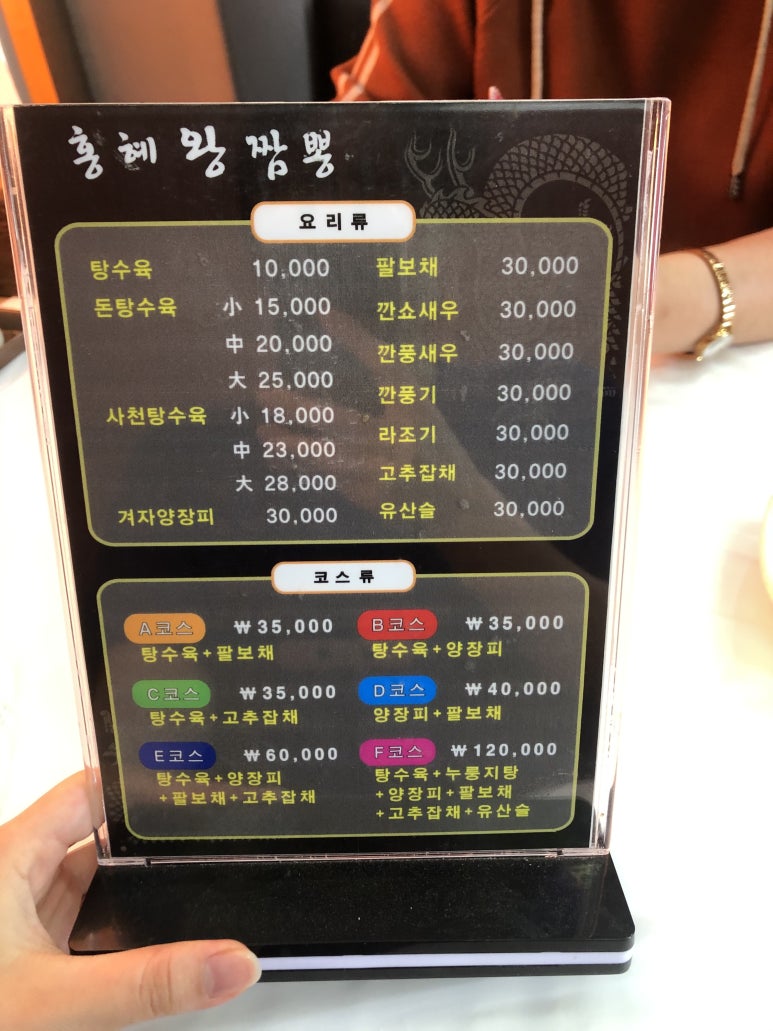 홍혜왕짬뽕
요리류
탕수육 10,000
돈탕수육 小 15,000
中 20,000
大 25,000
사천탕수육 小 18,000
中 23,000
大 28,000
겨자양장피 30,000
팔보채 30,000
깐쇼새우 30,000
깐풍새우 30,000
깐풍기 30,000
라조기 30,000
고추잡채 30,000
유산슬 30,000
코스류
A코스 ₩35,000
탕수육+팔보채
B코스 ₩35,000
탕수육+양장피
C코스 ₩35,000
탕수육+고추잡채
D코스 ₩40,000
양장피+팔보채
E코스 ₩60,000
탕수육+양장피
+팔보채+고추잡채
F코스 ₩120,000
탕수육+누룽지탕
+양장피+팔보채
+고추잡채+유산슬